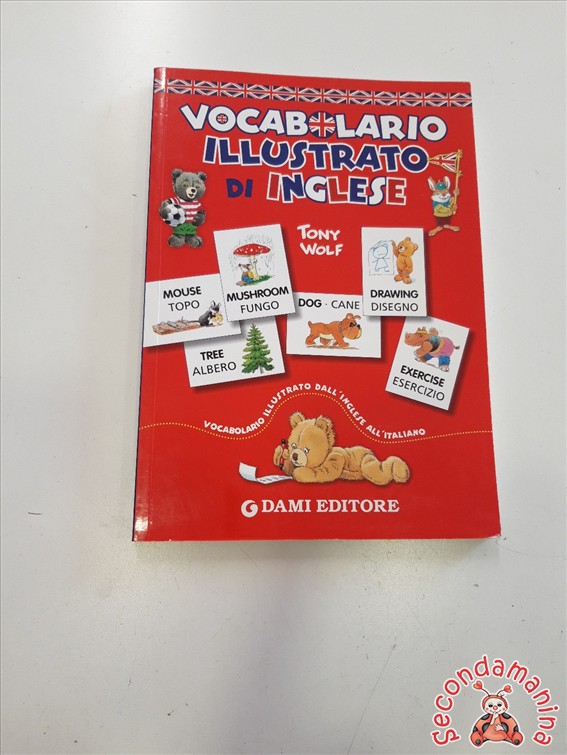 VOCABOLARIO
ILLUSTRATO
DI INGLESE
TONY
WOLF
MOUSE
TOPO
MUSHROOM
FUNGO
DOG · CANE
DRAWING
DISEGNO
TREE
ALBERO
EXERCISE
ESERCIZIO
VOCABOLARIO ILLUSTRATO DALL'INGLESE ALL'ITALIANO
G DAMI EDITORE
Secondamanina